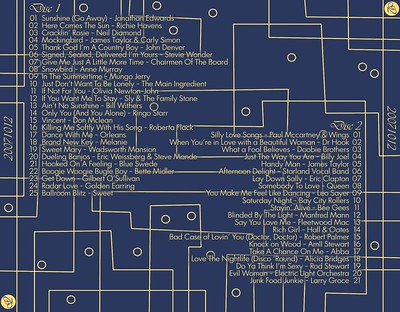 Disc 1
01 Sunshine (Go Away) - Jonathan Edwards
02 Here Comes The Sun - Richie Havens
03 Cracklin' Rosie - Neil Diamond
04 Mockingbird - James Taylor & Carly Simon
05 Thank God I'm A Country Boy - John Denver
06 Signed, Sealed, Delivered I'm Yours - Stevie Wonder
07 Give Me Just A Little More Time - Chairmen Of The Board
08 Snowbird - Anne Murray
09 In The Summertime - Mungo Jerry
10 Just Don't Want To Be Lonely - The Main Ingredient
11 If Not For You - Olivia Newton-John
12 If You Want Me To Stay - Sly & The Family Stone
13 Ain't No Sunshine - Bill Withers
14 Only You (And You Alone) - Ringo Starr
15 Vincent - Don Mclean
16 Killing Me Softly With His Song - Roberta Flack
17 Dance With Me - Orleans
18 Brand New Key - Melanie
19 Sweet Mary - Wadsworth Mansion
20 Dueling Banjos - Eric Weissberg & Steve Mande
21 Hooked On A Feeling - Blue Swede
22 Boogie Woogie Bugle Boy - Bette Midler
23 Get Down - Gilbert O'Sullivan
24 Radar Love - Golden Earring
25 Ballroom Blitz - Sweet
Disc 2
Silly Love Songs - Paul Mccartney & Wings 01
When You're in Love with a Beautiful Woman - Dr Hook 02
What a Fool Believes - Doobie Brothers 03
Just The Way You Are - Billy Joel 04
Handy Man - James Taylor 05
Afternoon Delight - Starland Vocal Band 06
Lay Down Sally - Eric Clapton 07
Somebody To Love - Queen 08
You Make Me Feel Like Dancing - Leo Sayer 09
Saturday Night - Bay City Rollers 10
Stayin' Alive - Bee Gees 11
Blinded By The Light - Manfred Mann 12
Say You Love Me - Fleetwood Mac 13
Rich Girl - Hall & Oates 14
Bad Case of Lovin' You (Doctor, Doctor) - Robert Palmer 15
Knock on Wood - Amii Stewart 16
Take A Chance On Me - Abba 17
Love The Nightlife (Disco 'Round) - Alicia Bridges 18
Do Ya Think I'm Sexy - Rod Stewart 19
Evil Woman - Electric Light Orchestra 20
Junk Food Junkie - Larry Groce 21
20071012
20071012